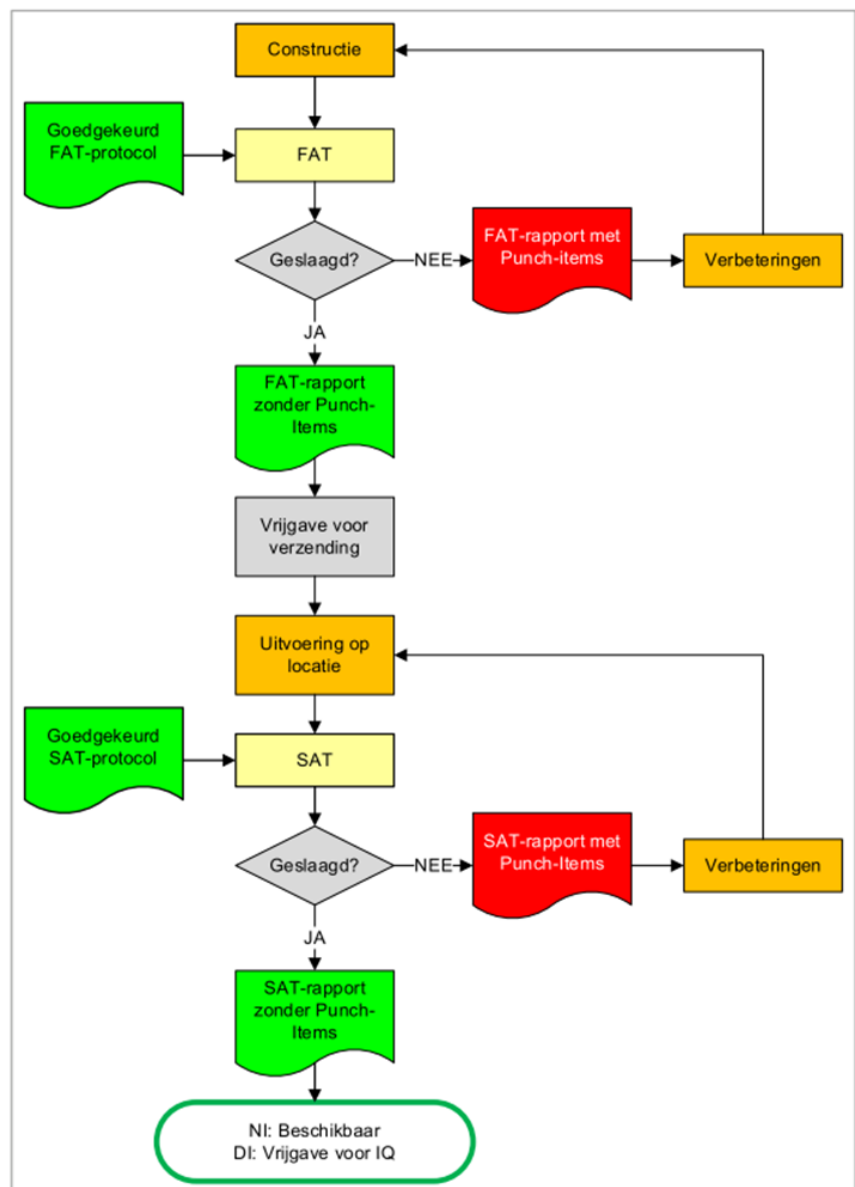 Constructie
Goedgekeurd
FAT-protocol
FAT
Geslaagd?
NEE
FAT-rapport met
Punch-items
Verbeteringen
JA
FAT-rapport
zonder Punch-
Items
Vrijgave voor
verzending
Uitvoering op
locatie
Goedgekeurd
SAT-protocol
SAT
Geslaagd?
NEE
SAT-rapport met
Punch-Items
Verbeteringen
JA
SAT-rapport
zonder Punch-
Items
NI: Beschikbaar
DI: Vrijgave voor IQ